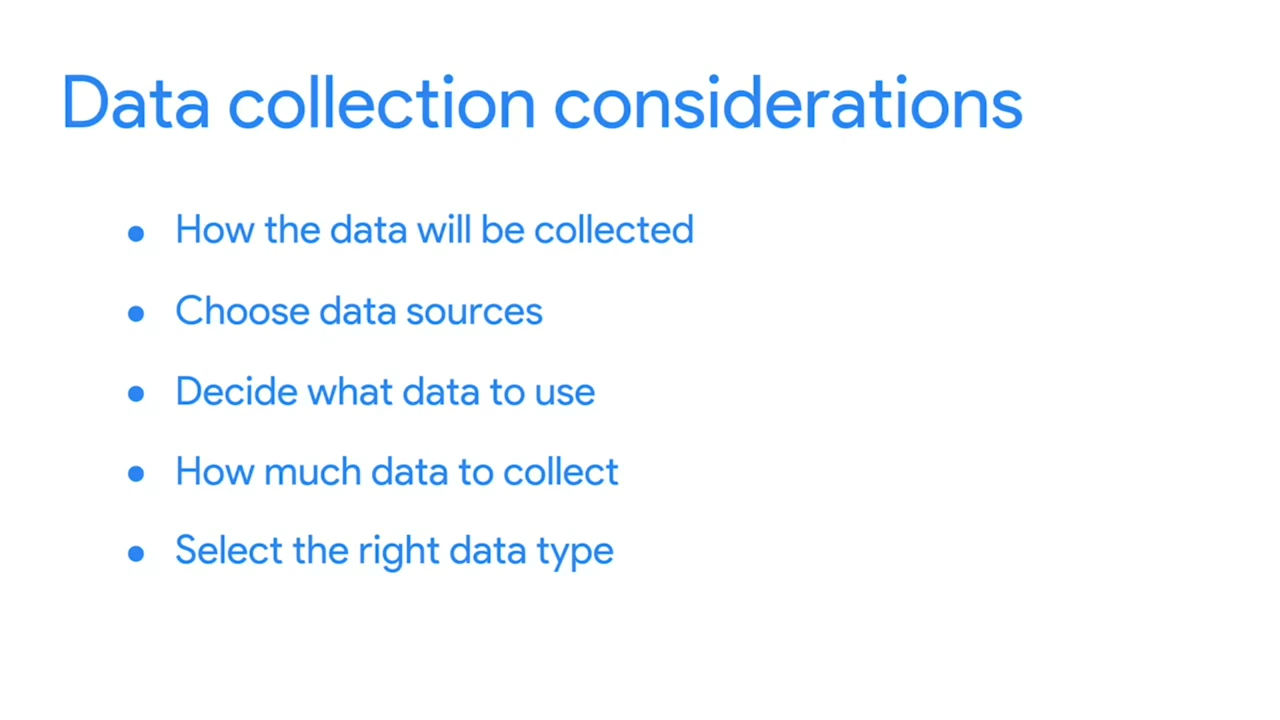 Data collection considerations
● How the data will be collected
● Choose data sources
● Decide what data to use
● How much data to collect
● Select the right data type